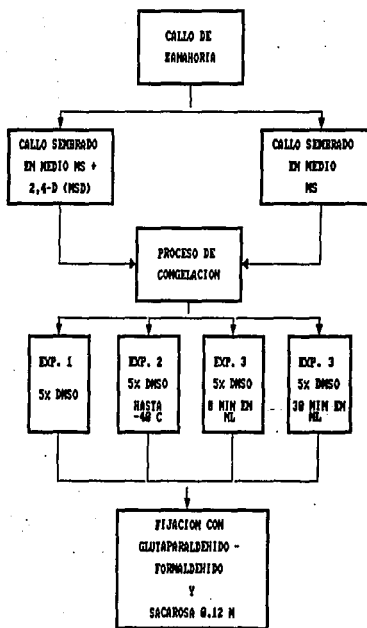 CALLO DE
ZANAHORIA
CALLO SEMBRADO
EN MEDIO MS +
2,4-D (MSD)
CALLO SEMBRADO
EN MEDIO
MS
PROCESO DE
CONGELACION
EXP. 1
5% DMSO
EXP. 2
5% DMSO
HASTA
-40 C
EXP. 3
5% DMSO
0 MIN EN
NL
EXP. 3
5% DMSO
30 MIN EN
NL
FIJACION CON
GLUTAPARALDEHIDO -
FORMALDEHIDO
Y
SACAROSA 0.12 M